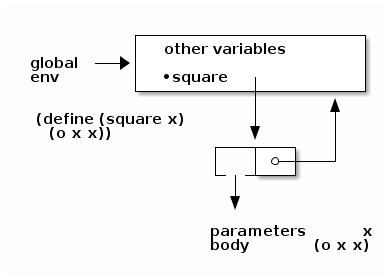 other variables
global
env
•square
(define (square x)
(o x x))
parameters x
body (o x x)